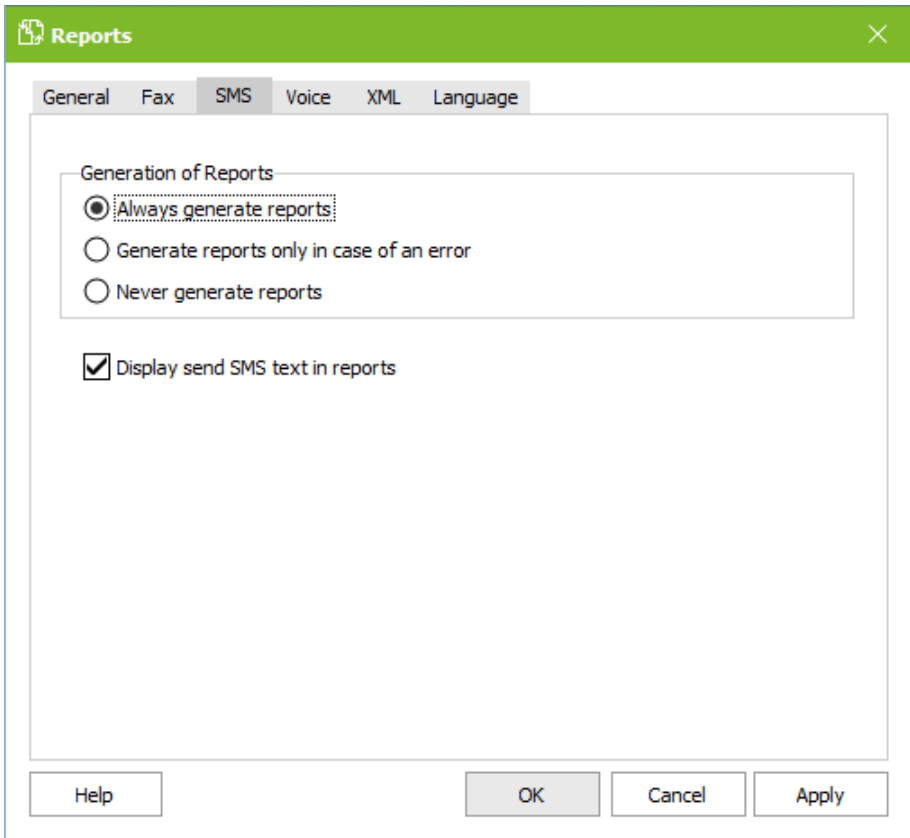 Reports
General Fax SMS Voice XML Language
Generation of Reports
Always generate reports
Generate reports only in case of an error
Never generate reports
Display send SMS text in reports
Help OK Cancel Apply